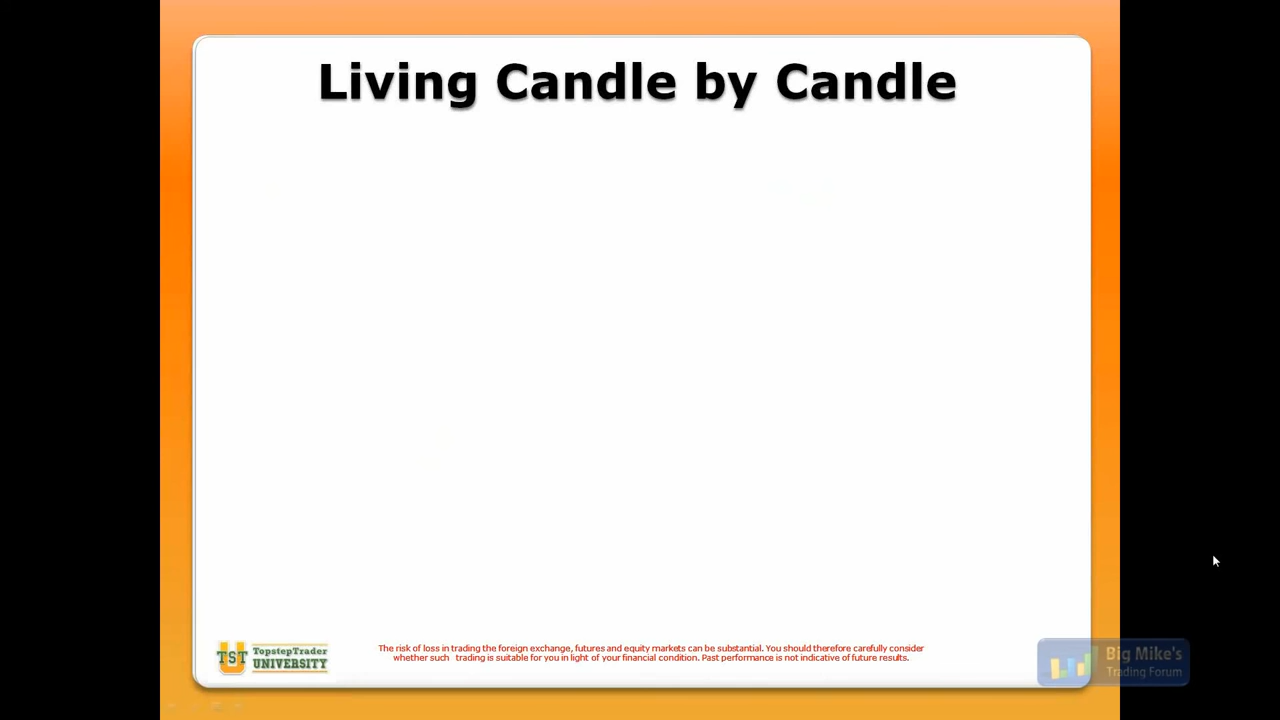 Living Candle by Candle
TST
U
TopstepTrader
UNIVERSITY
The risk of loss in trading the foreign exchange, futures and equity markets can be substantial. You should therefore carefully consider
whether such trading is suitable for you in light of your financial condition. Past performance is not indicative of future results.
Big Mike's
Trading Forum